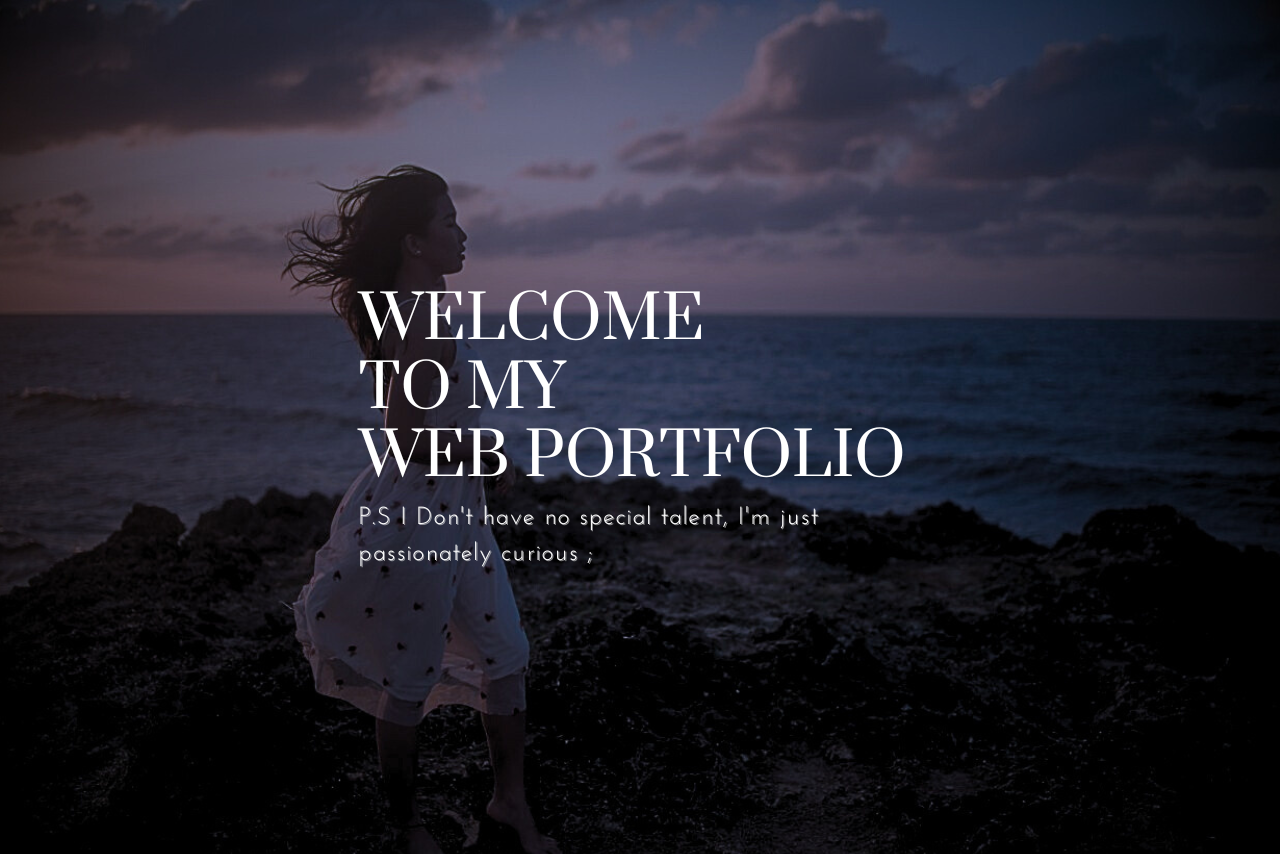 WELCOME
TO MY
WEB PORTFOLIO
P.S I Don't have no special talent, I'm just
passionately curious ;